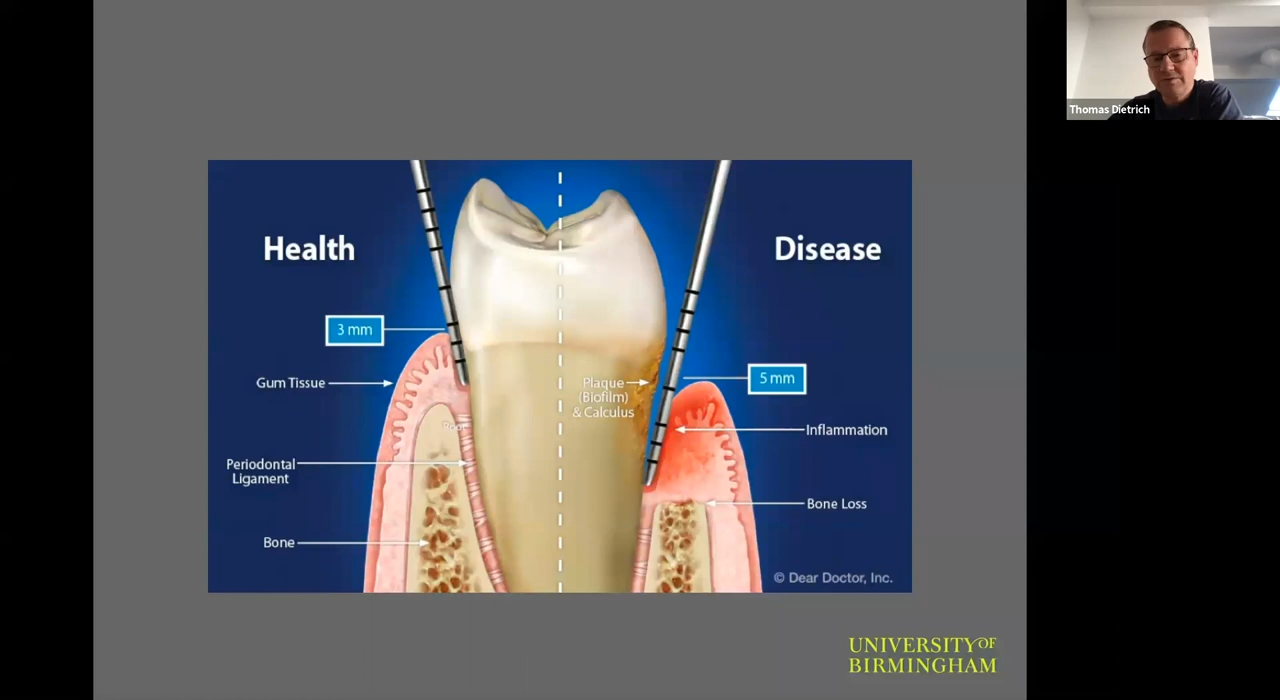 Thomas Dietrich
Health
Disease
3 mm
5 mm
Gum Tissue
Plaque
(Biofilm)
& Calculus
Root
Inflammation
Periodontal
Ligament
Bone Loss
Bone
© Dear Doctor, Inc.
UNIVERSITY OF
BIRMINGHAM